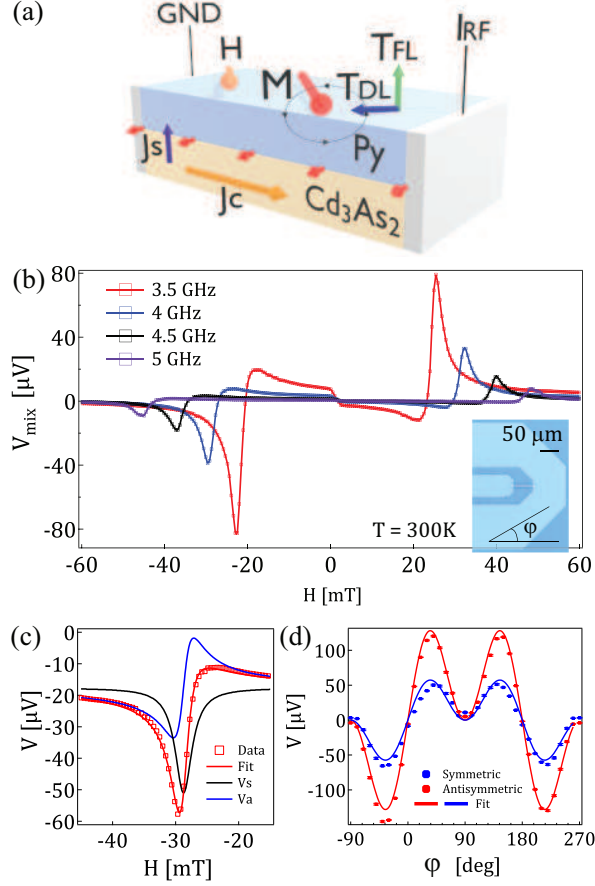 (a)
GND
IRF
H
TFL
M
TDL
Js
Py
Jc
Cd3As2
(b)
80
40
0
-40
-80
Vmix [μV]
3.5 GHz
4 GHz
4.5 GHz
5 GHz
50 μm
φ
T = 300K
-60
-40
-20
0
20
40
60
H [mT]
(c)
0
-10
-20
-30
-40
-50
-60
V [μV]
Data
Fit
Vs
Va
-40
-30
-20
H [mT]
(d)
100
50
0
-50
-100
V [μV]
Symmetric
Antisymmetric
Fit
-90
0
90
180
270
φ [deg]